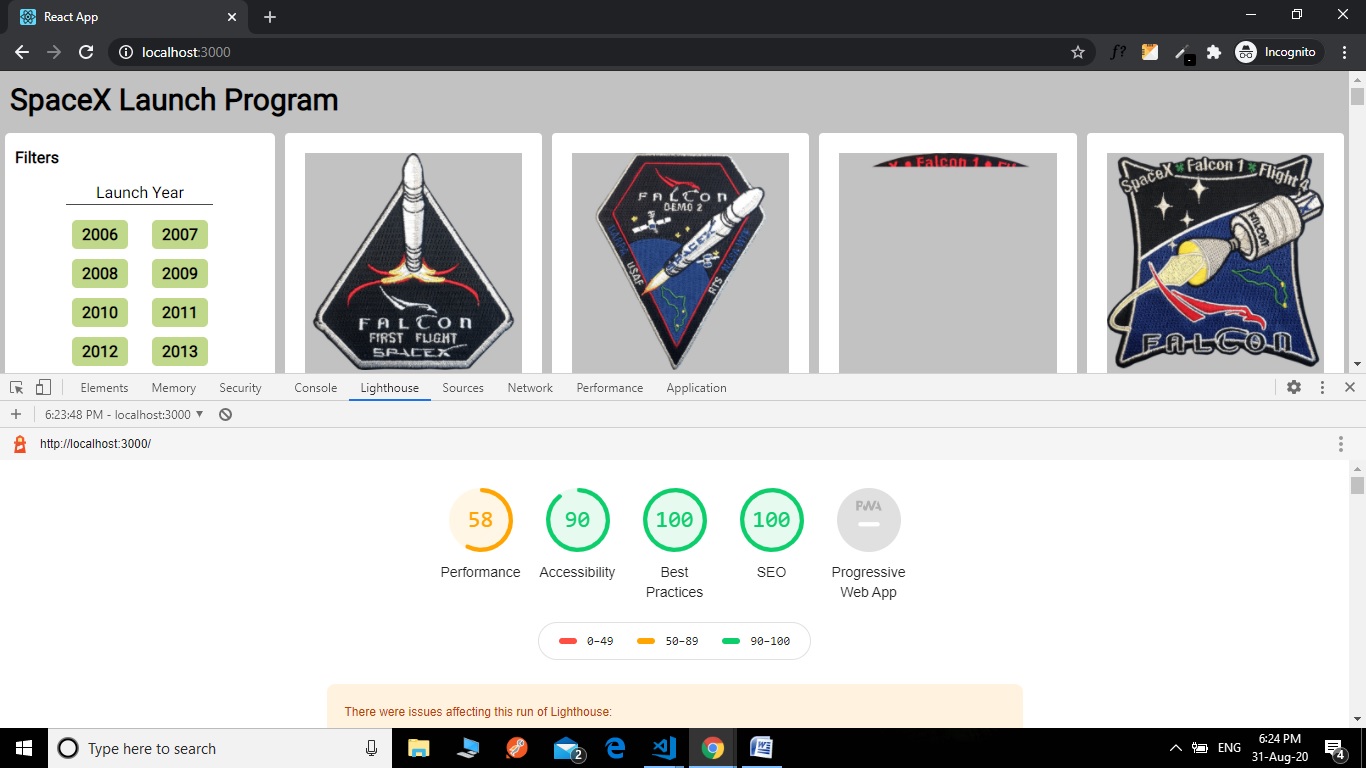 React App
localhost:3000
Incognito
SpaceX Launch Program
Filters
Launch Year
2006 2007
2008 2009
2010 2011
2012 2013
FALCON
FIRST FLIGHT
SPACEX
FALCON
DEMO 2
SPACEX
USAF
RTS
Falcon 1
SpaceX Falcon 1 Flight 4
FALCON
FALCON
Elements Memory Security Console Lighthouse Sources Network Performance Application
6:23:48 PM - localhost:3000
http://localhost:3000/
58 90 100 100 PWA
Performance Accessibility Best Practices SEO Progressive Web App
0–49 50–89 90–100
There were issues affecting this run of Lighthouse:
Type here to search
2
ENG
6:24 PM
31-Aug-20
4